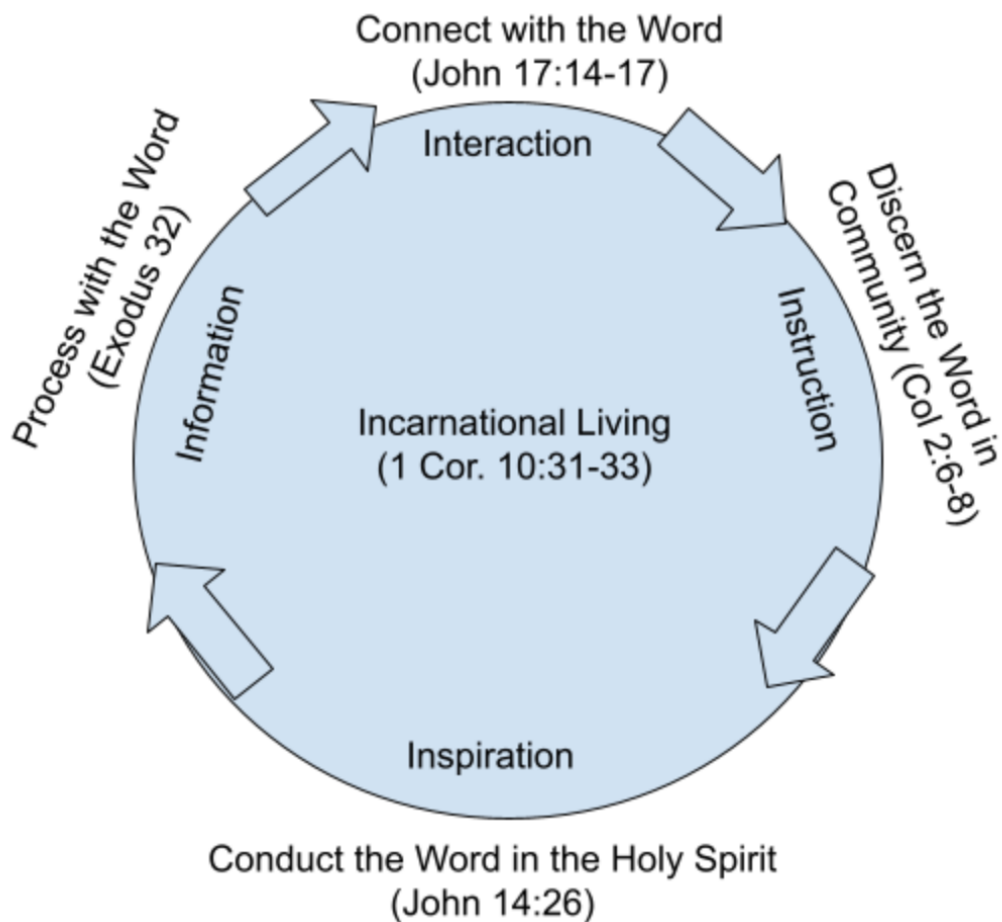 Connect with the Word
(John 17:14-17)
Interaction
Discern the Word in
Community (Col 2:6-8)
Instruction
Process with the Word
(Exodus 32)
Information
Incarnational Living
(1 Cor. 10:31-33)
Inspiration
Conduct the Word in the Holy Spirit
(John 14:26)